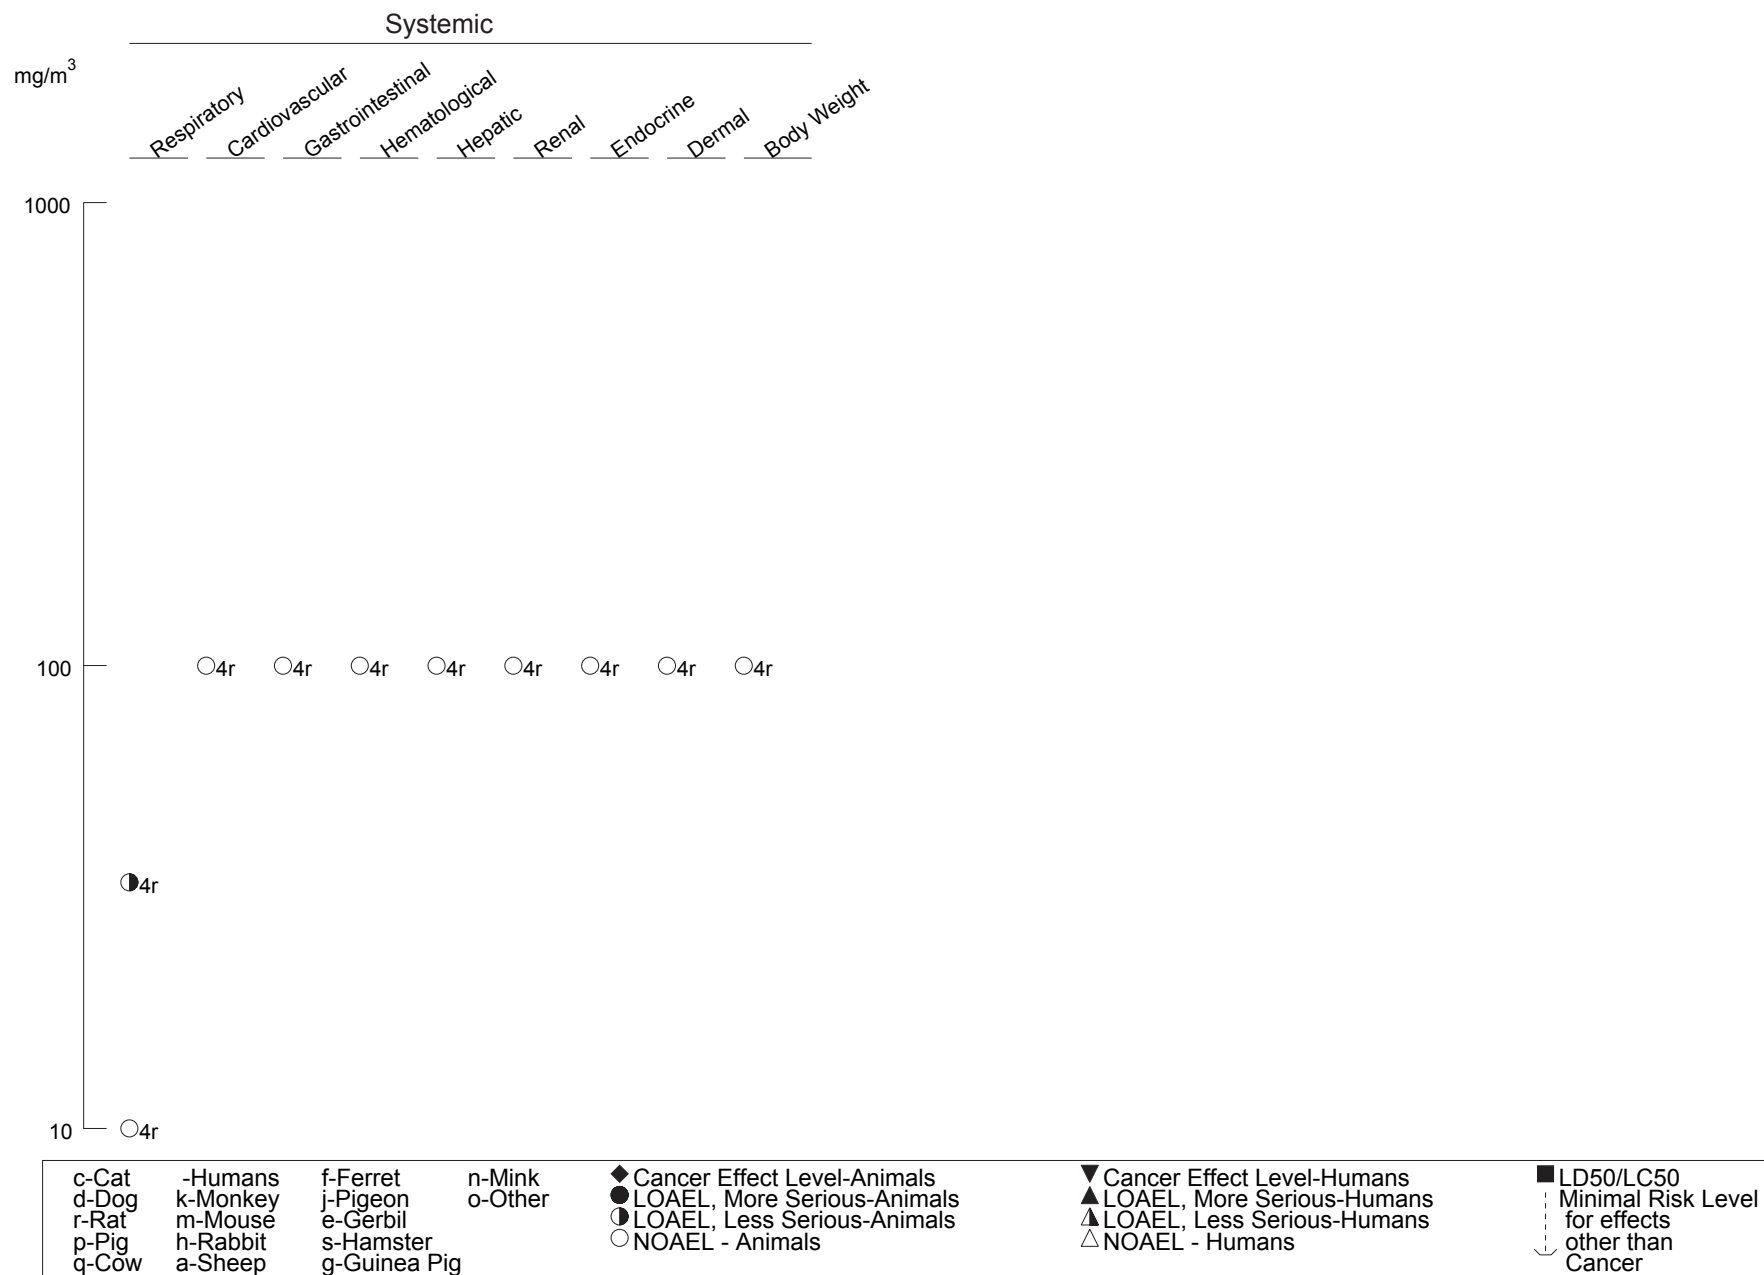 Systemic
mg/m3
Respiratory
Cardiovascular
Gastrointestinal
Hematological
Hepatic
Renal
Endocrine
Dermal
Body Weight
1000
100
4r 4r 4r 4r 4r 4r 4r 4r
4r
10
4r
c-Cat -Humans f-Ferret n-Mink Cancer Effect Level-Animals Cancer Effect Level-Humans LD50/LC50
d-Dog k-Monkey j-Pigeon o-Other LOAEL, More Serious-Animals LOAEL, More Serious-Humans Minimal Risk Level
r-Rat m-Mouse e-Gerbil LOAEL, Less Serious-Animals LOAEL, Less Serious-Humans for effects
p-Pig h-Rabbit s-Hamster NOAEL - Animals NOAEL - Humans other than
q-Cow a-Sheep g-Guinea Pig Cancer